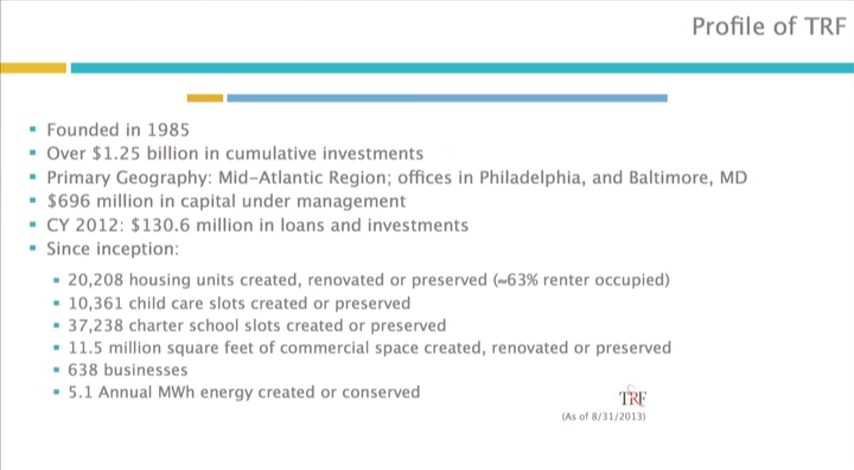 Profile of TRF
Founded in 1985
Over $1.25 billion in cumulative investments
Primary Geography: Mid-Atlantic Region; offices in Philadelphia, and Baltimore, MD
$696 million in capital under management
CY 2012: $130.6 million in loans and investments
Since inception:
20,208 housing units created, renovated or preserved (~63% renter occupied)
10,361 child care slots created or preserved
37,238 charter school slots created or preserved
11.5 million square feet of commercial space created, renovated or preserved
638 businesses
5.1 Annual MWh energy created or conserved
TRF
(As of 8/31/2013)